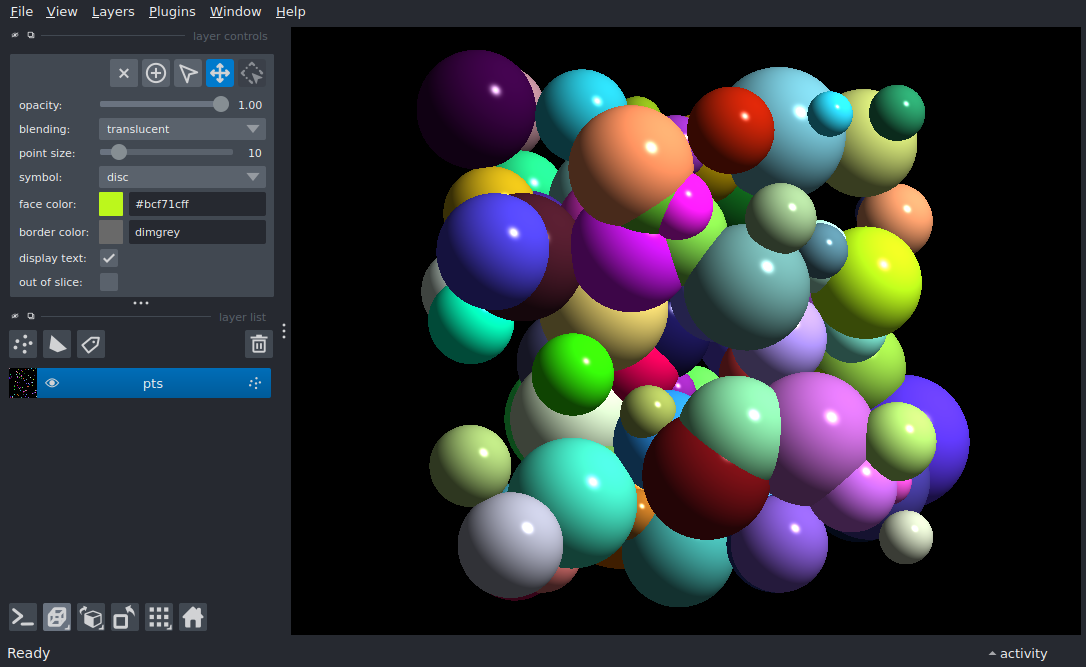 File View Layers Plugins Window Help
layer controls
opacity: 1.00
blending: translucent
point size: 10
symbol: disc
face color: #bcf71cff
border color: dimgrey
display text:
out of slice:
layer list
pts
Ready activity